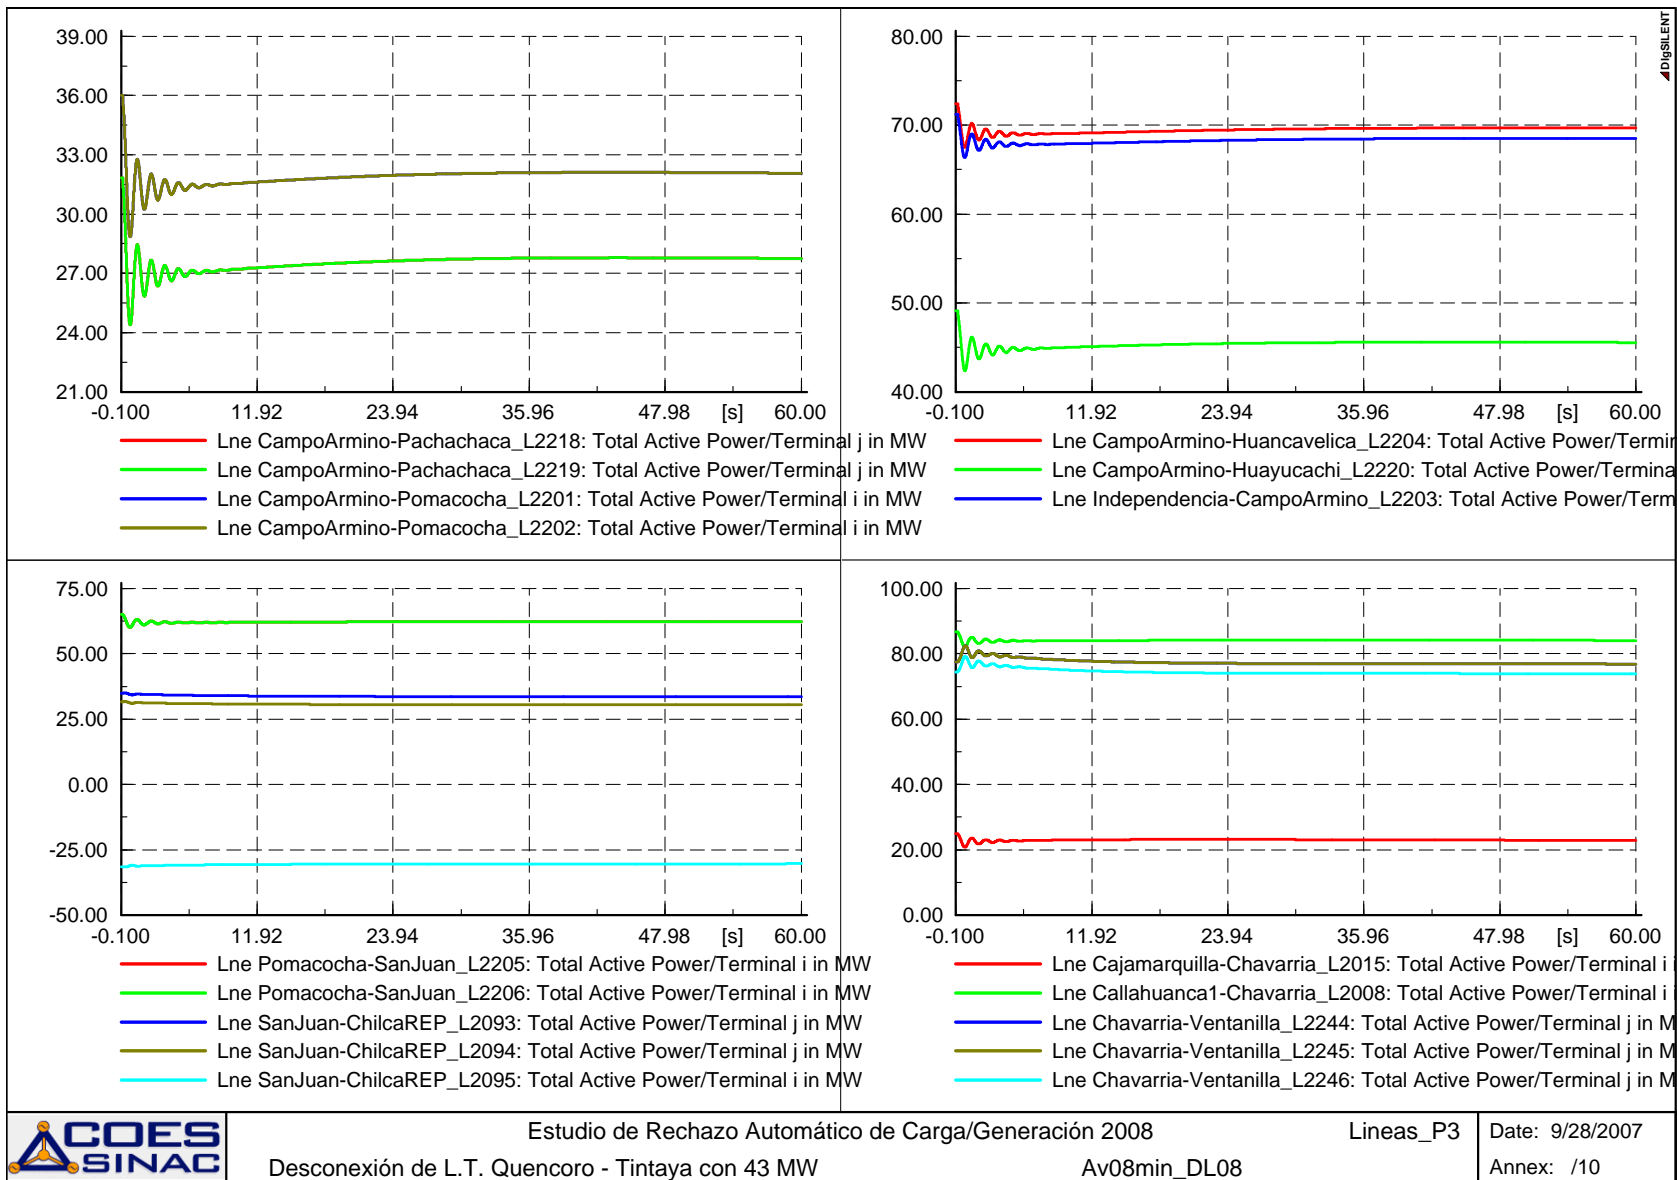 DIgSILENT
39.00
36.00
33.00
30.00
27.00
24.00
21.00
-0.100 11.92 23.94 35.96 47.98 [s] 60.00
Lne CampoArmino-Pachachaca_L2218: Total Active Power/Terminal j in MW
Lne CampoArmino-Pachachaca_L2219: Total Active Power/Terminal j in MW
Lne CampoArmino-Pomacocha_L2201: Total Active Power/Terminal i in MW
Lne CampoArmino-Pomacocha_L2202: Total Active Power/Terminal i in MW
80.00
70.00
60.00
50.00
40.00
-0.100 11.92 23.94 35.96 47.98 [s] 60.00
Lne CampoArmino-Huancavelica_L2204: Total Active Power/Termin
Lne CampoArmino-Huayucachi_L2220: Total Active Power/Termina
Lne Independencia-CampoArmino_L2203: Total Active Power/Term
75.00
50.00
25.00
0.00
-25.00
-50.00
-0.100 11.92 23.94 35.96 47.98 [s] 60.00
Lne Pomacocha-SanJuan_L2205: Total Active Power/Terminal i in MW
Lne Pomacocha-SanJuan_L2206: Total Active Power/Terminal i in MW
Lne SanJuan-ChilcaREP_L2093: Total Active Power/Terminal j in MW
Lne SanJuan-ChilcaREP_L2094: Total Active Power/Terminal j in MW
Lne SanJuan-ChilcaREP_L2095: Total Active Power/Terminal i in MW
100.00
80.00
60.00
40.00
20.00
0.00
-0.100 11.92 23.94 35.96 47.98 [s] 60.00
Lne Cajamarquilla-Chavarria_L2015: Total Active Power/Terminal i i
Lne Callahuanca1-Chavarria_L2008: Total Active Power/Terminal i i
Lne Chavarria-Ventanilla_L2244: Total Active Power/Terminal j in M
Lne Chavarria-Ventanilla_L2245: Total Active Power/Terminal j in M
Lne Chavarria-Ventanilla_L2246: Total Active Power/Terminal j in M
COES
SINAC
Estudio de Rechazo Automático de Carga/Generación 2008 Lineas_P3
Desconexión de L.T. Quencoro - Tintaya con 43 MW Av08min_DL08
Date: 9/28/2007
Annex: /10